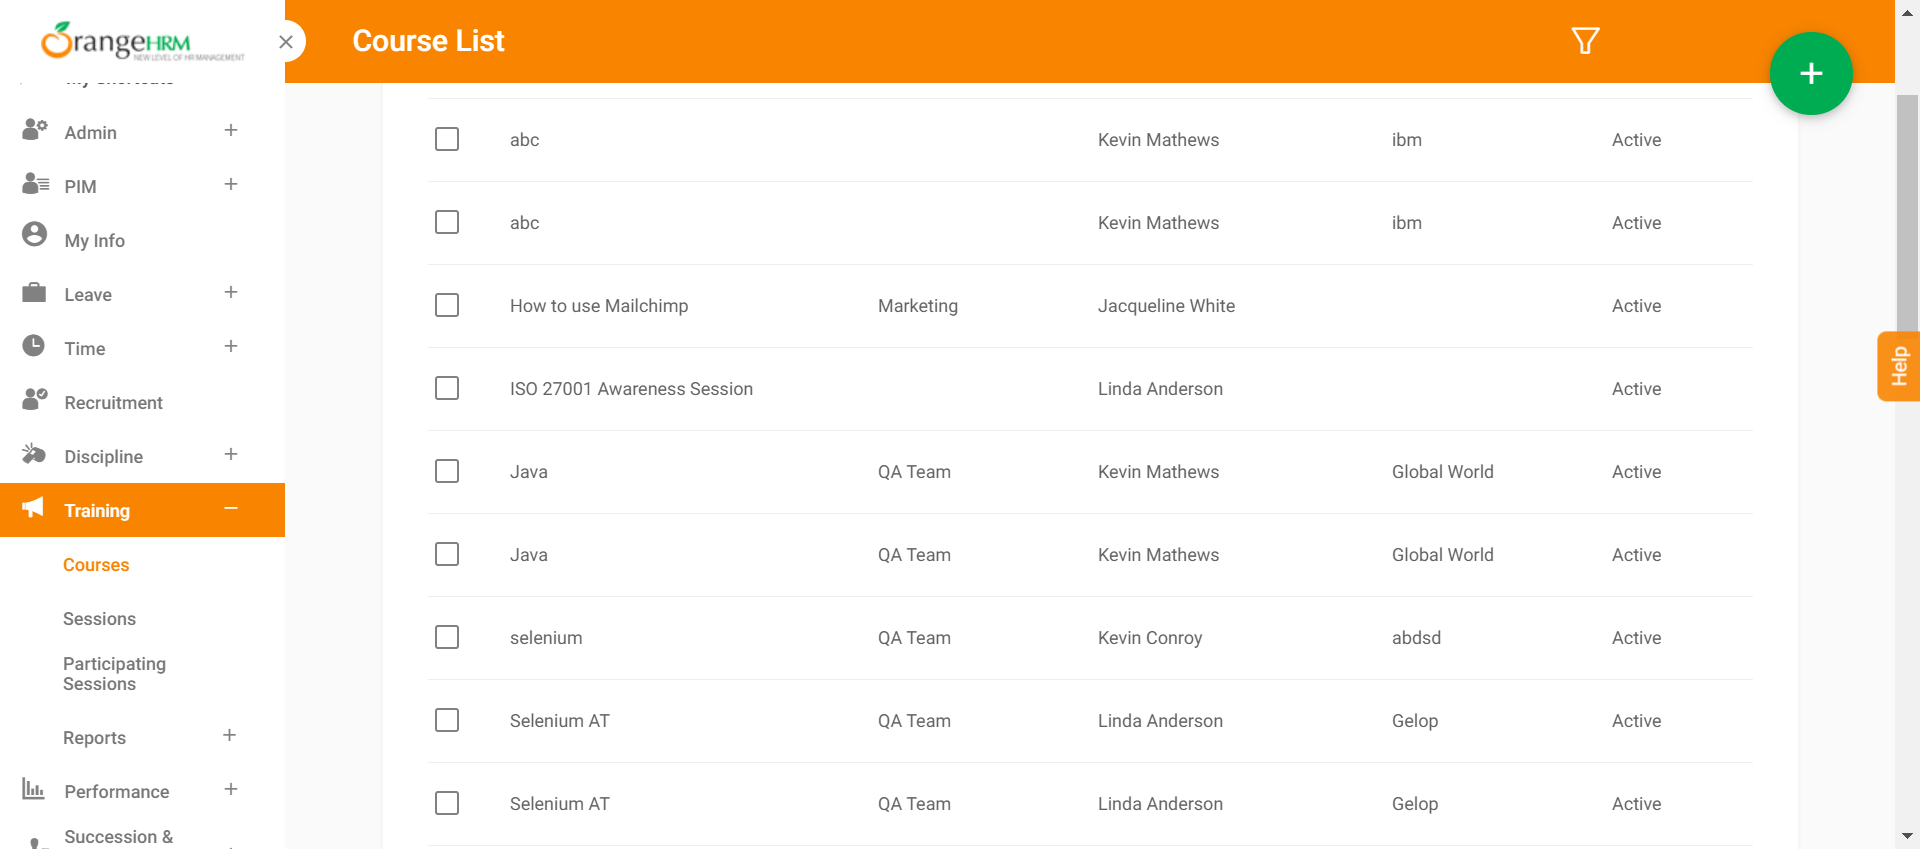 OrangeHRM
NEW LEVEL OF HR MANAGEMENT
Course List
Admin
PIM
My Info
Leave
Time
Recruitment
Discipline
Training
Courses
Sessions
Participating
Sessions
Reports
Performance
Succession &
abc Kevin Mathews ibm Active
abc Kevin Mathews ibm Active
How to use Mailchimp Marketing Jacqueline White Active
ISO 27001 Awareness Session Linda Anderson Active
Java QA Team Kevin Mathews Global World Active
Java QA Team Kevin Mathews Global World Active
selenium QA Team Kevin Conroy abdsd Active
Selenium AT QA Team Linda Anderson Gelop Active
Selenium AT QA Team Linda Anderson Gelop Active
Help